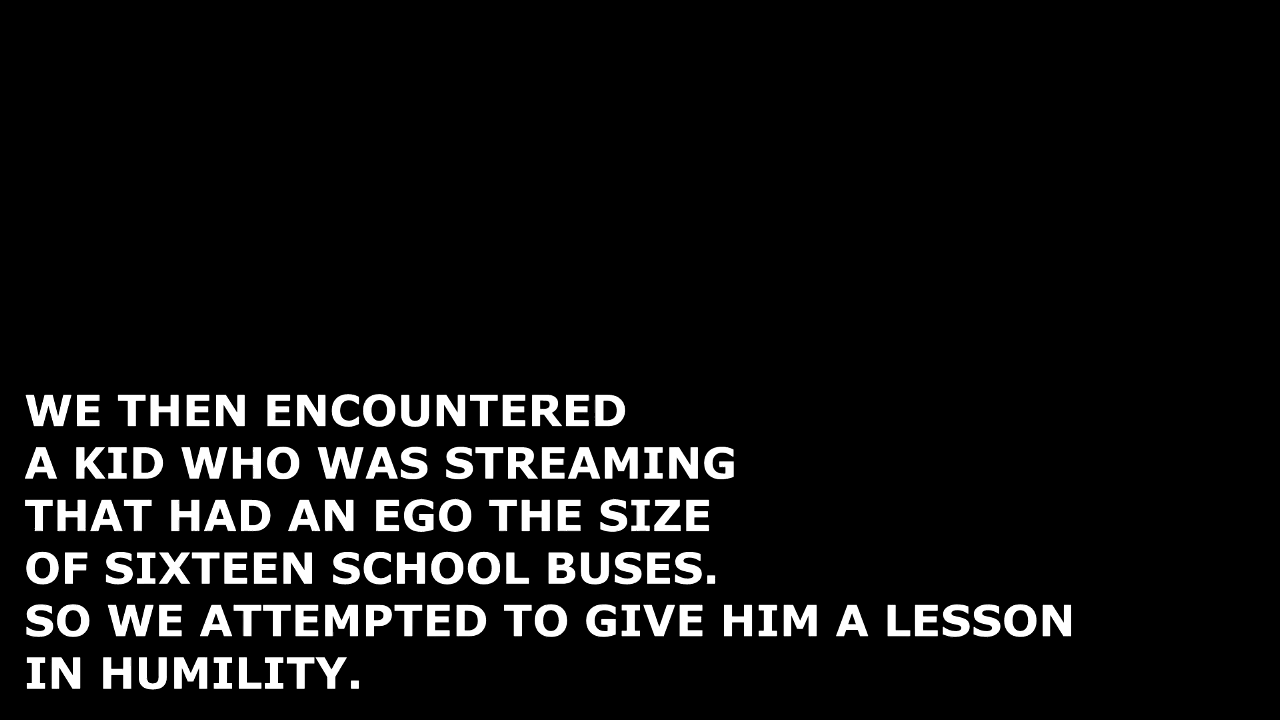 WE THEN ENCOUNTERED
A KID WHO WAS STREAMING
THAT HAD AN EGO THE SIZE
OF SIXTEEN SCHOOL BUSES.
SO WE ATTEMPTED TO GIVE HIM A LESSON
IN HUMILITY.